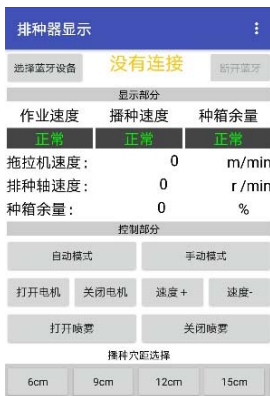 排种器显示
选择蓝牙设备 没有连接 断开蓝牙
显示部分
作业速度 播种速度 种箱余量
正常 正常 正常
拖拉机速度: 0 m/min
排种轴速度: 0 r/min
种箱余量: 0 %
控制部分
自动模式 手动模式
打开电机 关闭电机 速度+ 速度-
打开喷雾 关闭喷雾
播种穴距选择
6cm 9cm 12cm 15cm